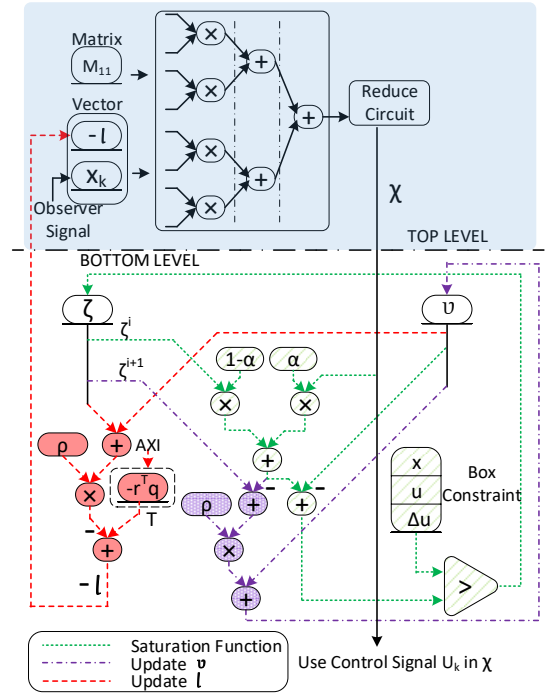 Matrix
M₁₁
Vector
-l
Xₖ
Observer
Signal
×
×
×
×
+
+
+
Reduce
Circuit
χ
TOP LEVEL
BOTTOM LEVEL
ζ
ζⁱ
ζⁱ⁺¹
υ
1-α
α
×
×
+
ρ
+
AXI
×
-rᵀq
T
-
+
-l
ρ
-
+
-
+
×
+
x
u
Δu
Box
Constraint
>
Saturation Function
Update υ
Update l
Use Control Signal Uₖ in χ